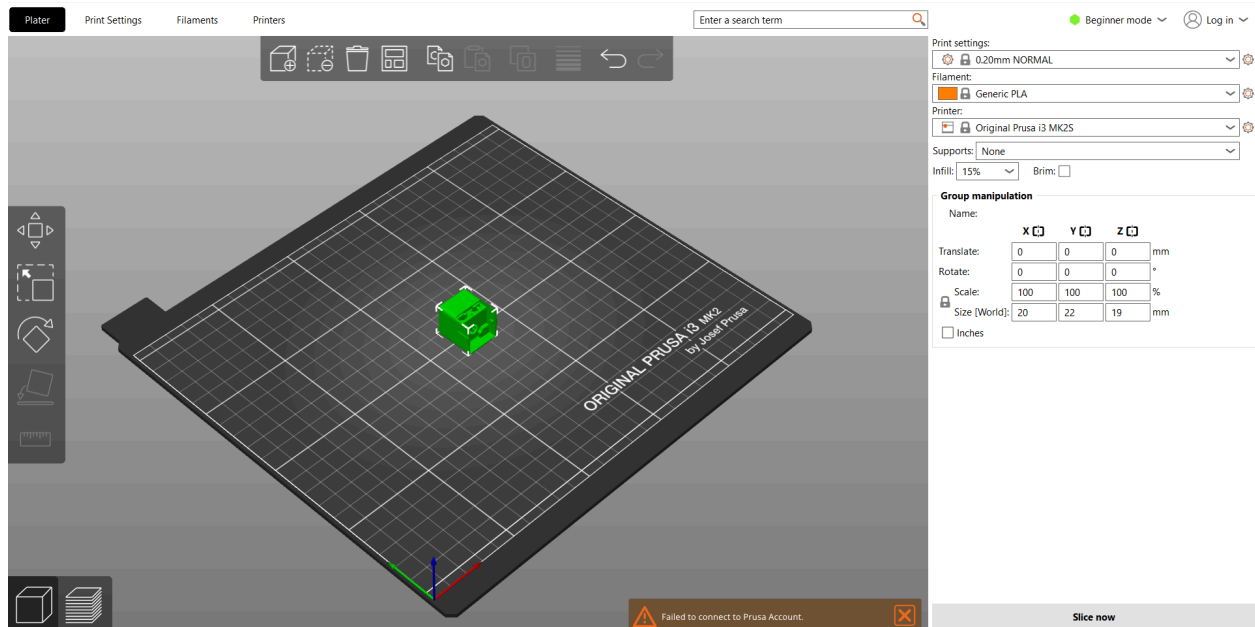 Plater Print Settings Filaments Printers Enter a search term Beginner mode Log in
Print settings:
0.20mm NORMAL
Filament:
Generic PLA
Printer:
Original Prusa i3 MK2S
Supports: None
Infill: 15% Brim:
Group manipulation
Name:
X Y Z
Translate: 0 0 0 mm
Rotate: 0 0 0 °
Scale: 100 100 100 %
Size [World]: 20 22 19 mm
Inches
ORIGINAL PRUSA i3 MK2
by Josef Prusa
Failed to connect to Prusa Account.
Slice now